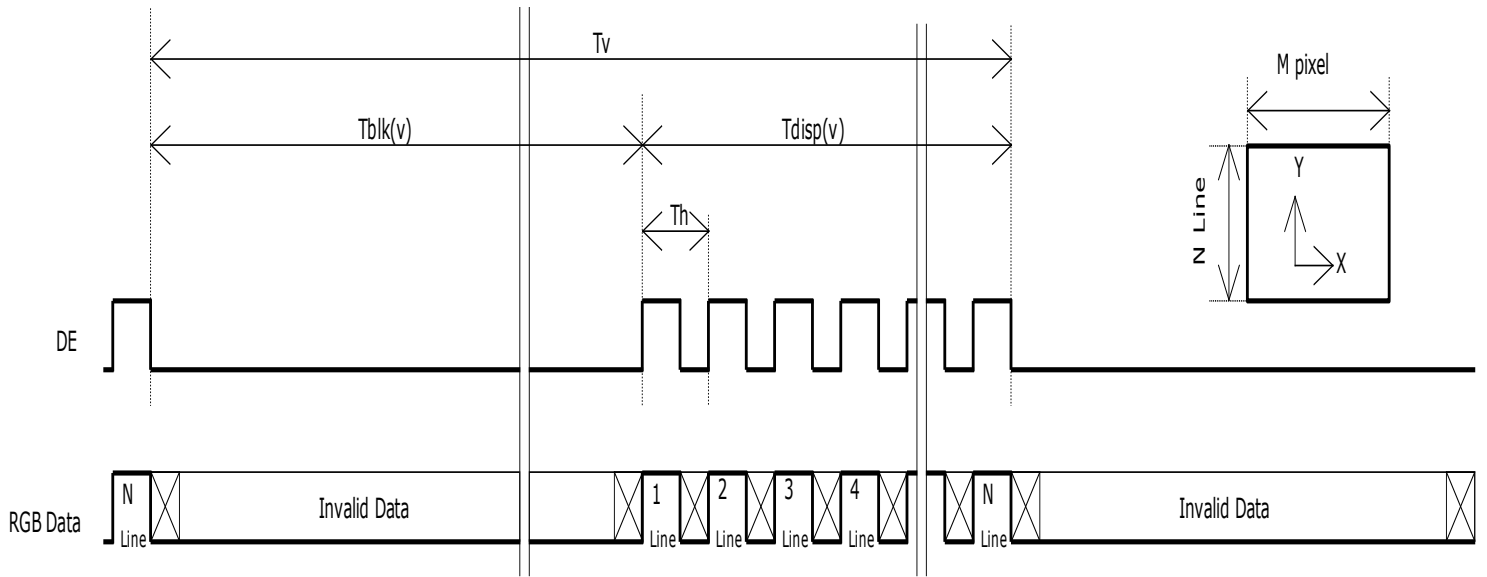 Tv
M pixel
Tblk(v)
Tdisp(v)
Y
N Line
Th
X
DE
N
1
2
3
4
N
Invalid Data
Invalid Data
RGB Data
Line
Line
Line
Line
Line
Line